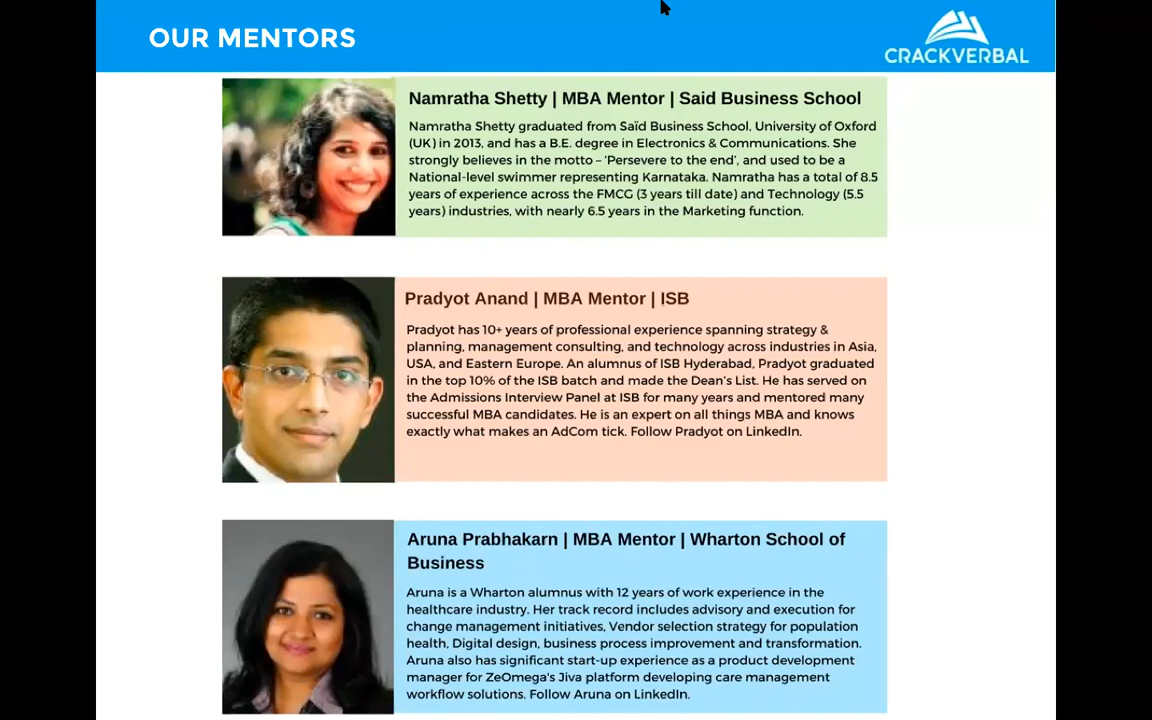 OUR MENTORS
CRACKVERBAL
Namratha Shetty | MBA Mentor | Said Business School
Namratha Shetty graduated from Saïd Business School, University of Oxford
(UK) in 2013, and has a B.E. degree in Electronics & Communications. She
strongly believes in the motto – ‘Persevere to the end’, and used to be a
National-level swimmer representing Karnataka. Namratha has a total of 8.5
years of experience across the FMCG (3 years till date) and Technology (5.5
years) industries, with nearly 6.5 years in the Marketing function.
Pradyot Anand | MBA Mentor | ISB
Pradyot has 10+ years of professional experience spanning strategy &
planning, management consulting, and technology across industries in Asia,
USA, and Eastern Europe. An alumnus of ISB Hyderabad, Pradyot graduated
in the top 10% of the ISB batch and made the Dean's List. He has served on
the Admissions Interview Panel at ISB for many years and mentored many
successful MBA candidates. He is an expert on all things MBA and knows
exactly what makes an AdCom tick. Follow Pradyot on LinkedIn.
Aruna Prabhakarn | MBA Mentor | Wharton School of
Business
Aruna is a Wharton alumnus with 12 years of work experience in the
healthcare industry. Her track record includes advisory and execution for
change management initiatives, Vendor selection strategy for population
health, Digital design, business process improvement and transformation.
Aruna also has significant start-up experience as a product development
manager for ZeOmega's Jiva platform developing care management
workflow solutions. Follow Aruna on LinkedIn.